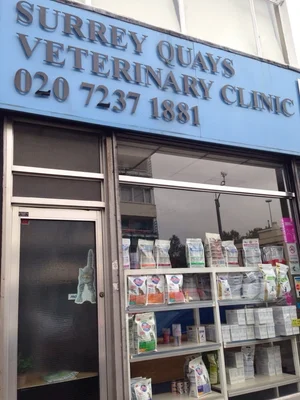 SURREY QUAYS
VETERINARY CLINIC
020 7237 1881